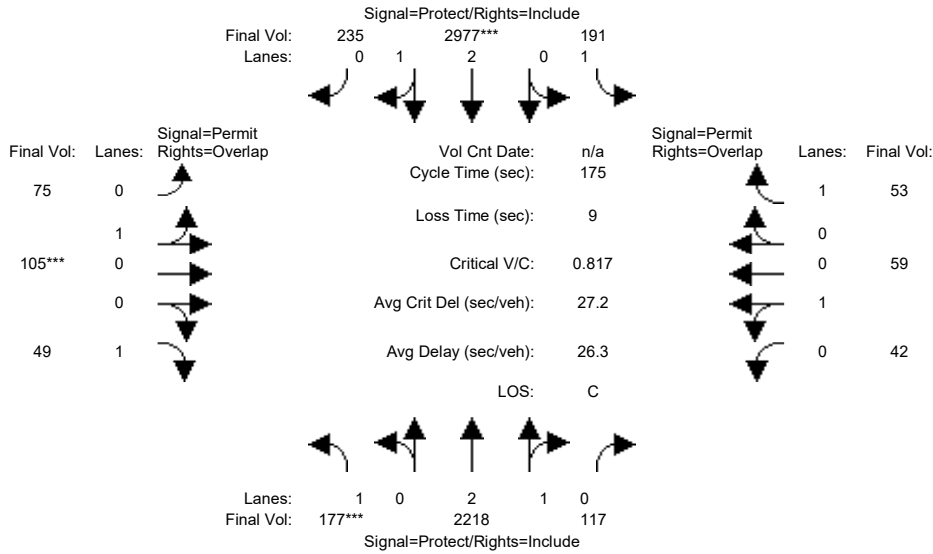 Signal=Protect/Rights=Include
Final Vol: 235 2977*** 191
Lanes: 0 1 2 0 1
Signal=Permit Signal=Permit
Final Vol: Lanes: Rights=Overlap Vol Cnt Date: n/a Rights=Overlap Lanes: Final Vol:
Cycle Time (sec): 175
75 0 1 53
Loss Time (sec): 9
1 0
105*** 0 Critical V/C: 0.817 0 59
0 Avg Crit Del (sec/veh): 27.2 1
49 1 Avg Delay (sec/veh): 26.3 0 42
LOS: C
Lanes: 1 0 2 1 0
Final Vol: 177*** 2218 117
Signal=Protect/Rights=Include